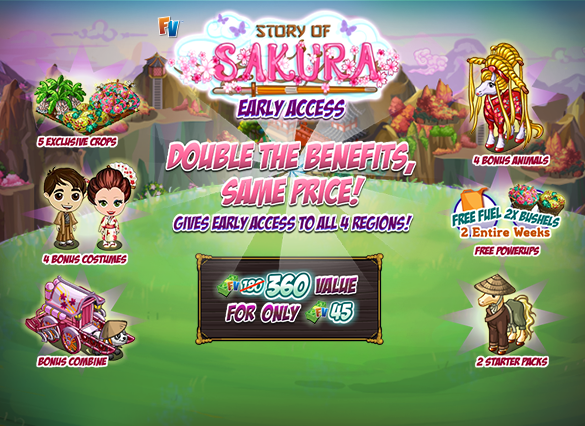 FV
STORY OF
SAKURA
EARLY ACCESS
DOUBLE THE BENEFITS,
SAME PRICE!
GIVES EARLY ACCESS TO ALL 4 REGIONS!
5 EXCLUSIVE CROPS
4 BONUS COSTUMES
BONUS COMBINE
FV 360 VALUE
FOR ONLY FV 45
4 BONUS ANIMALS
FREE FUEL 2X BUSHELS
2 Entire Weeks
FREE POWERUPS
2 STARTER PACKS